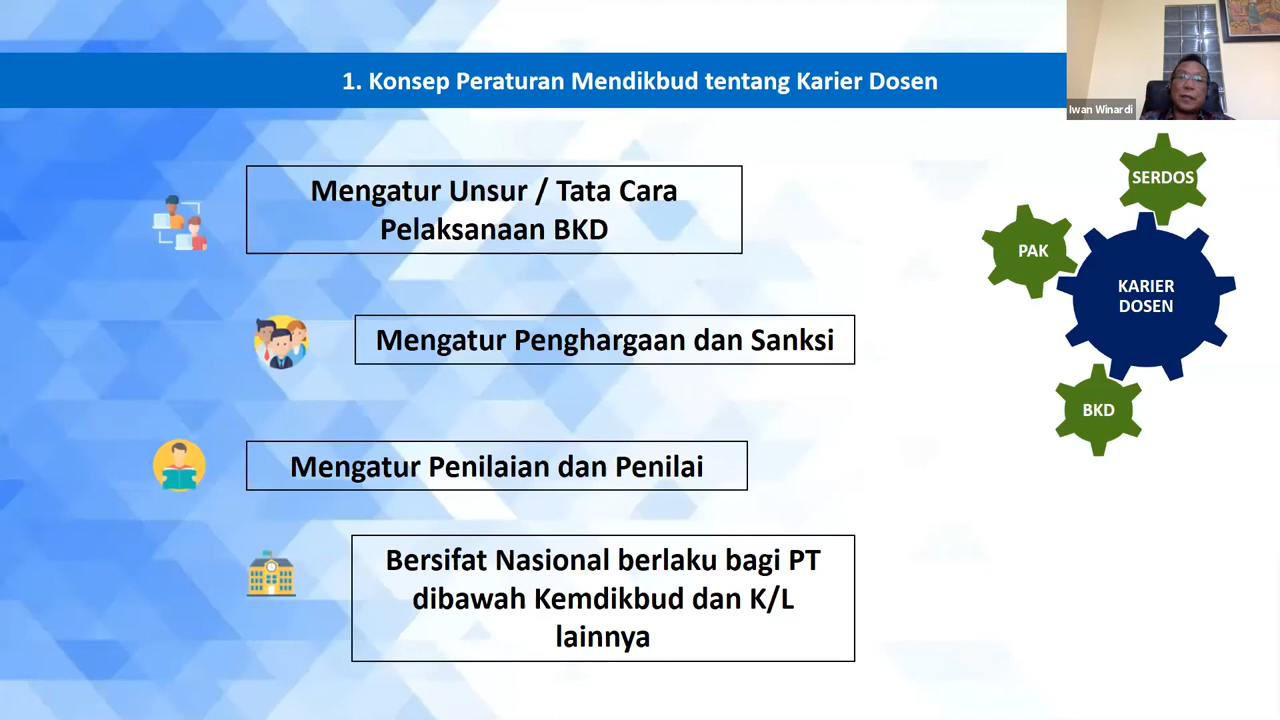 1. Konsep Peraturan Mendikbud tentang Karier Dosen
Iwan Winardi
Mengatur Unsur / Tata Cara
Pelaksanaan BKD
Mengatur Penghargaan dan Sanksi
Mengatur Penilaian dan Penilai
Bersifat Nasional berlaku bagi PT
dibawah Kemdikbud dan K/L
lainnya
SERDOS
PAK
KARIER
DOSEN
BKD